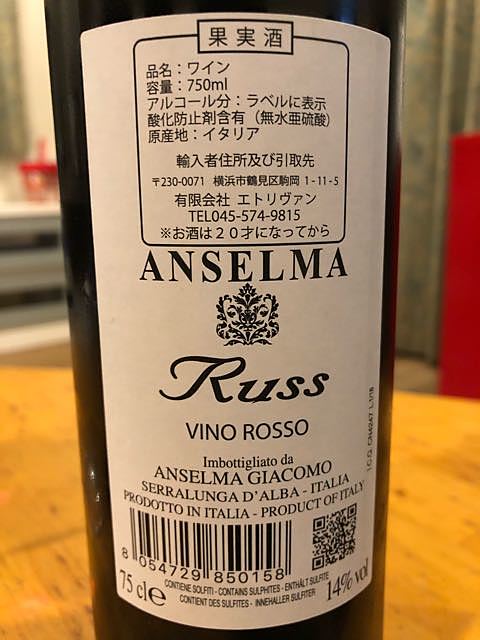 果実酒
品名：ワイン
容量：750ml
アルコール分：ラベルに表示
酸化防止剤含有（無水亜硫酸）
原産地：イタリア
輸入者住所及び引取先
〒230-0071 横浜市鶴見区駒岡 1-11-5
有限会社 エトリヴァン
TEL045-574-9815
※お酒は２０才になってから
ANSELMA
Russ
VINO ROSSO
Imbottigliato da
ANSELMA GIACOMO
SERRALUNGA D'ALBA - ITALIA
PRODOTTO IN ITALIA - PRODUCT OF ITALY
I.C.Q. CN4247 L.1/18
8 054729 850158
75 cl e
CONTIENE SOLFITI - CONTAINS SULPHITES - ENTHÄLT SULFITE
CONTIENT DES SULFITES - INNEHALLER SULFITER
14% vol